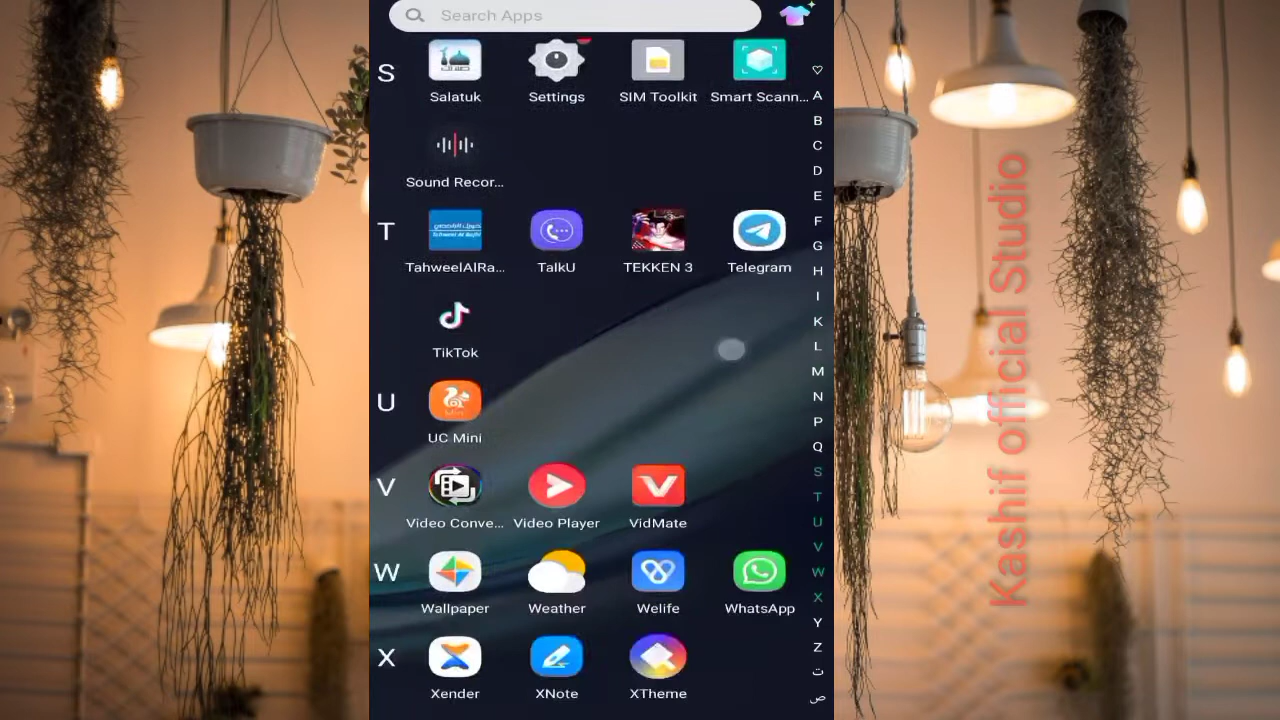 Search Apps
S
Salatuk
Settings
SIM Toolkit
Smart Scann...
Sound Recor...
T
TahweelAlRa...
TalkU
TEKKEN 3
Telegram
TikTok
U
UC Mini
V
Video Conve...
Video Player
VidMate
W
Wallpaper
Weather
Welife
WhatsApp
X
Xender
XNote
XTheme
A
B
C
D
E
F
G
H
I
K
L
M
N
P
Q
S
T
U
V
W
X
Y
Z
ت
ص
Kashif official Studio